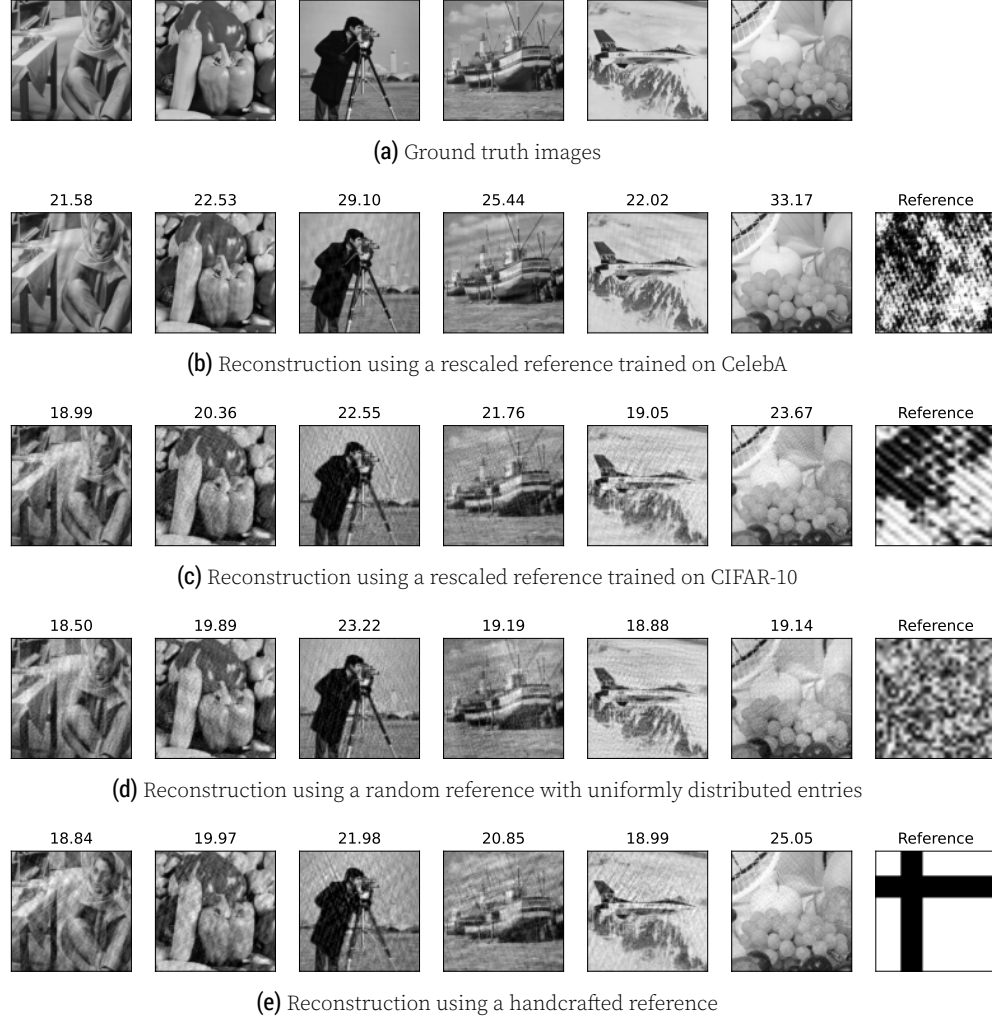 (a) Ground truth images
21.58 22.53 29.10 25.44 22.02 33.17 Reference
(b) Reconstruction using a rescaled reference trained on CelebA
18.99 20.36 22.55 21.76 19.05 23.67 Reference
(c) Reconstruction using a rescaled reference trained on CIFAR-10
18.50 19.89 23.22 19.19 18.88 19.14 Reference
(d) Reconstruction using a random reference with uniformly distributed entries
18.84 19.97 21.98 20.85 18.99 25.05 Reference
(e) Reconstruction using a handcrafted reference